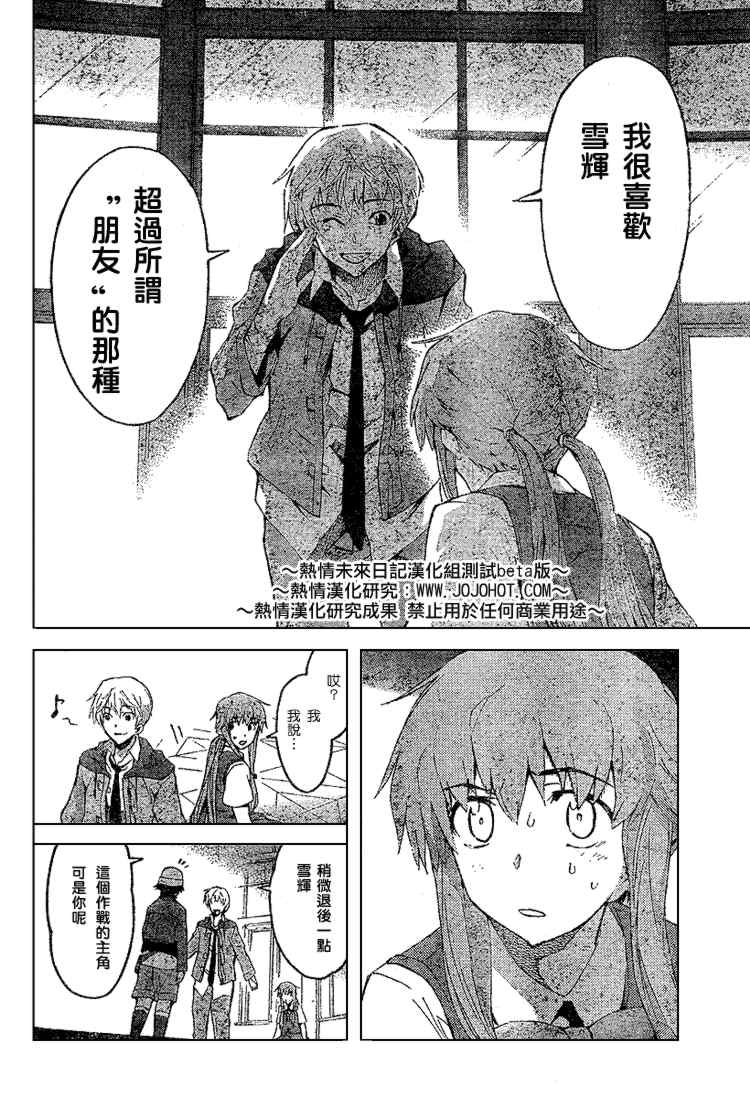 我很喜歡
雪輝
超過所謂
”朋友“的那種
～熱情未來日記漢化組測試beta版～
～熱情漢化研究：WWW.JOJOHOT.COM～
～熱情漢化研究成果 禁止用於任何商業用途～
哎？
我
我說…
稍微退後一點
雪輝
這個作戰的主角
可是你呢